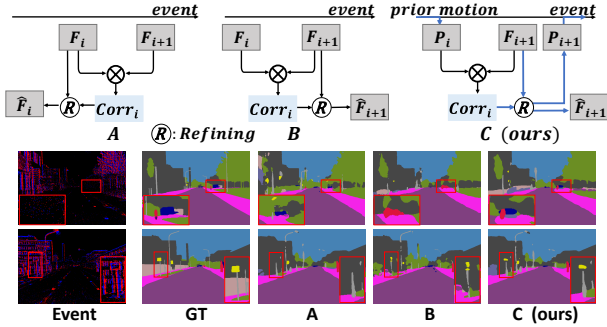 event
event
prior motion event
F_i F_{i+1} F_i F_{i+1} P_i F_{i+1} P_{i+1}
F̂_i R Corr_i Corr_i R F̂_{i+1} Corr_i R F̂_{i+1}
A B C (ours)
R : Refining
Event GT A B C (ours)